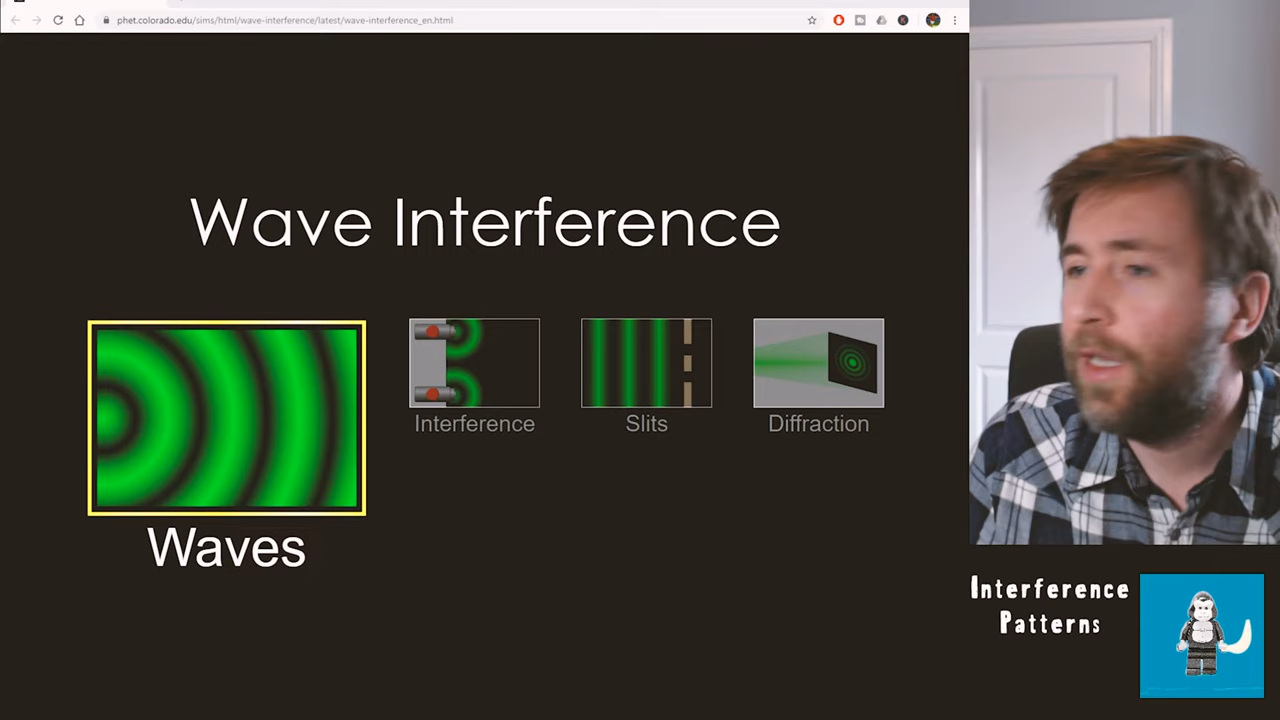 phet.colorado.edu/sims/html/wave-interference/latest/wave-interference_en.html
Wave Interference
Waves
Interference
Slits
Diffraction
Interference
Patterns